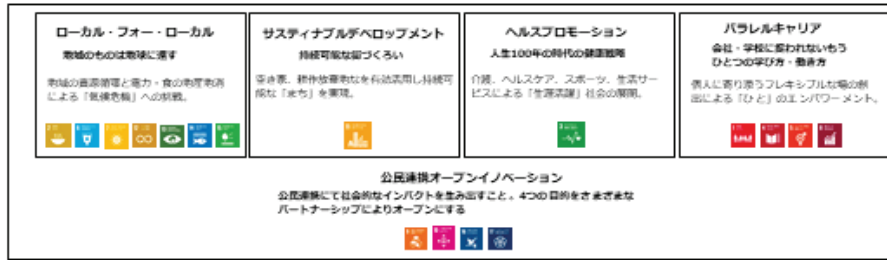 ローカル・フォー・ローカル
地域のものは地球に還す
地域の資源循環と電力・食の地産地消
による「気候危機」への挑戦。
サスティナブルデベロップメント
持続可能な街づくろい
空き家、耕作放棄地などを有効活用し持続可
能な「まち」を実現。
ヘルスプロモーション
人生100年の時代の健康戦略
介護、ヘルスケア、スポーツ、生活サー
ビスによる「生涯活躍」社会の展開。
パラレルキャリア
会社・学校に捉われないもう
ひとつの学び方・働き方
個人に寄り添うフレキシブルな場の創
出による「ひと」のエンパワーメント。
公民連携オープンイノベーション
公民連携にて社会的なインパクトを生み出すこと。4つの目的をさまざまな
パートナーシップによりオープンにする